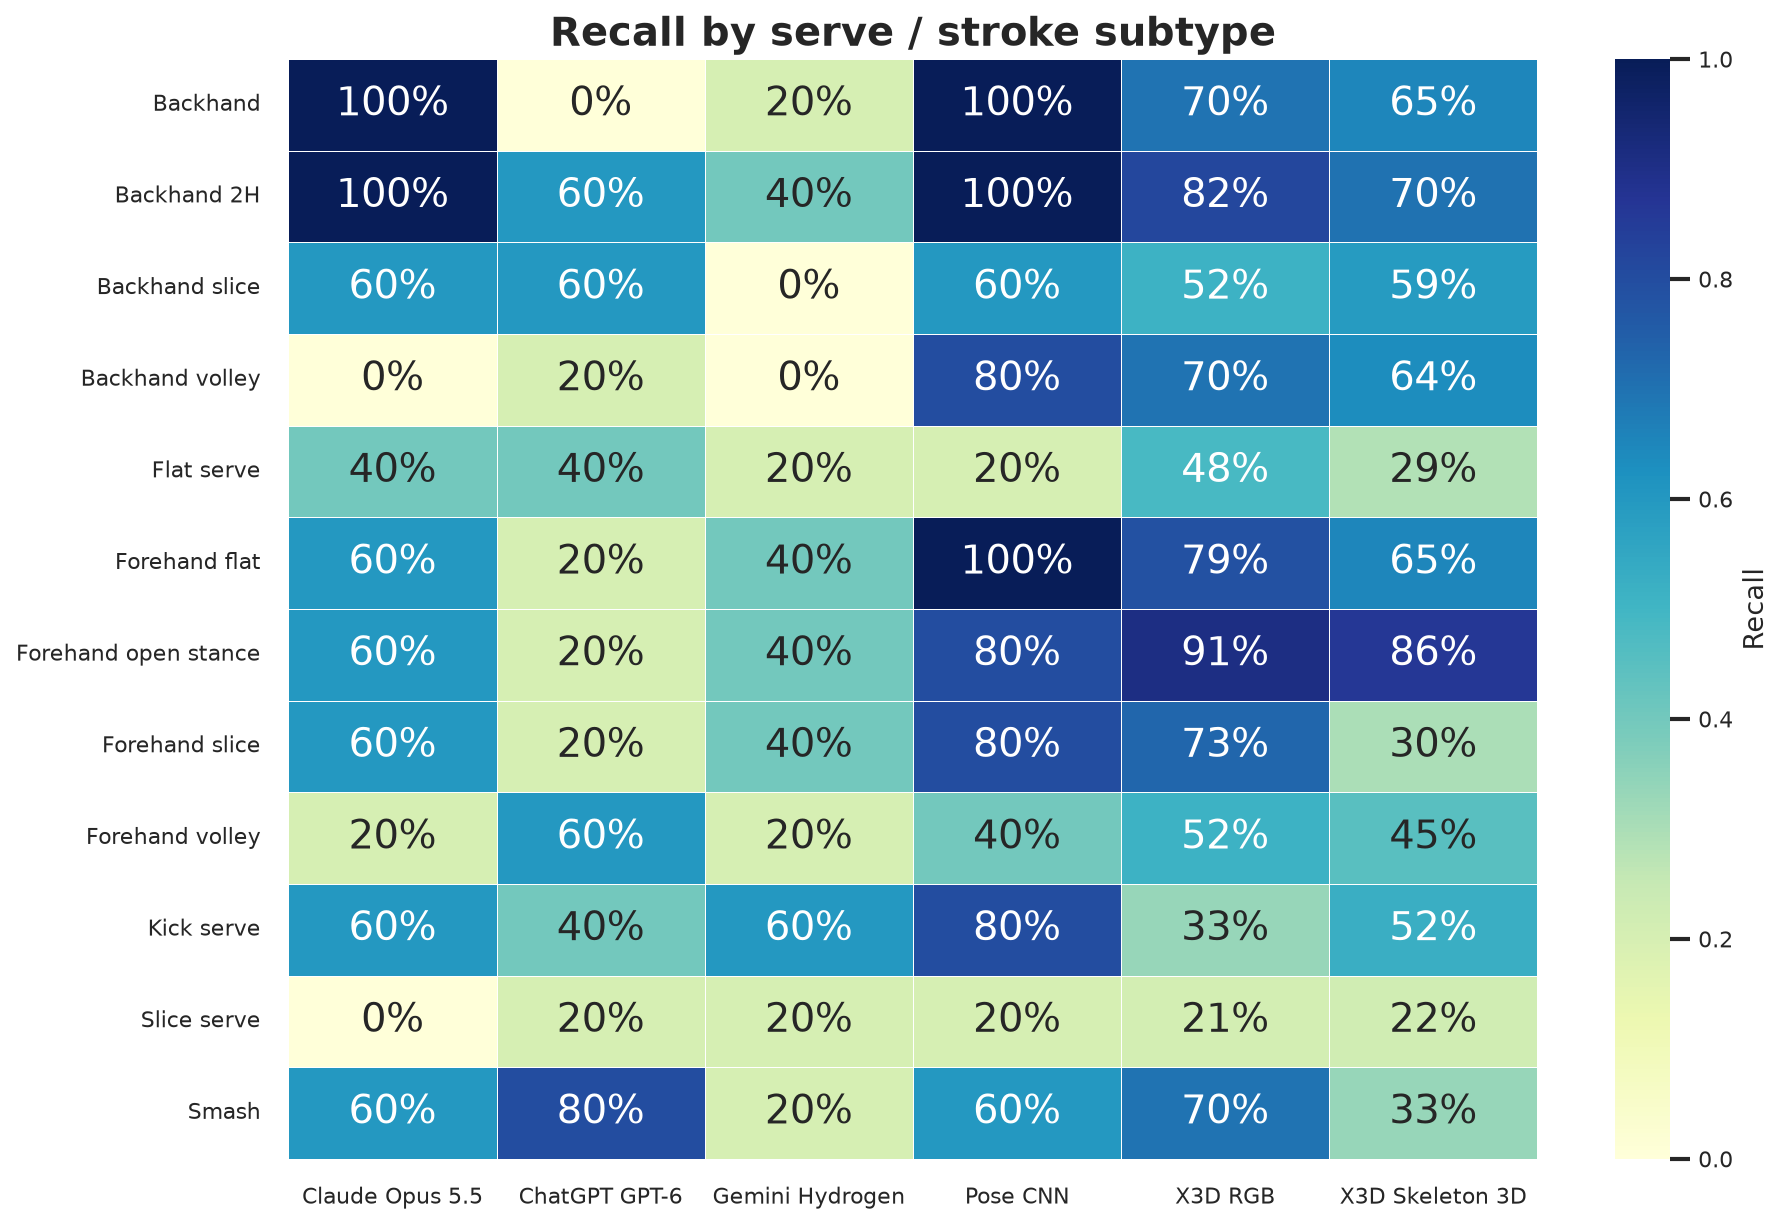 Recall by serve / stroke subtype
Backhand 100% 0% 20% 100% 70% 65%
Backhand 2H 100% 60% 40% 100% 82% 70%
Backhand slice 60% 60% 0% 60% 52% 59%
Backhand volley 0% 20% 0% 80% 70% 64%
Flat serve 40% 40% 20% 20% 48% 29%
Forehand flat 60% 20% 40% 100% 79% 65%
Forehand open stance 60% 20% 40% 80% 91% 86%
Forehand slice 60% 20% 40% 80% 73% 30%
Forehand volley 20% 60% 20% 40% 52% 45%
Kick serve 60% 40% 60% 80% 33% 52%
Slice serve 0% 20% 20% 20% 21% 22%
Smash 60% 80% 20% 60% 70% 33%
Claude Opus 5.5 ChatGPT GPT-6 Gemini Hydrogen Pose CNN X3D RGB X3D Skeleton 3D
1.0
0.8
0.6
0.4
0.2
0.0
Recall